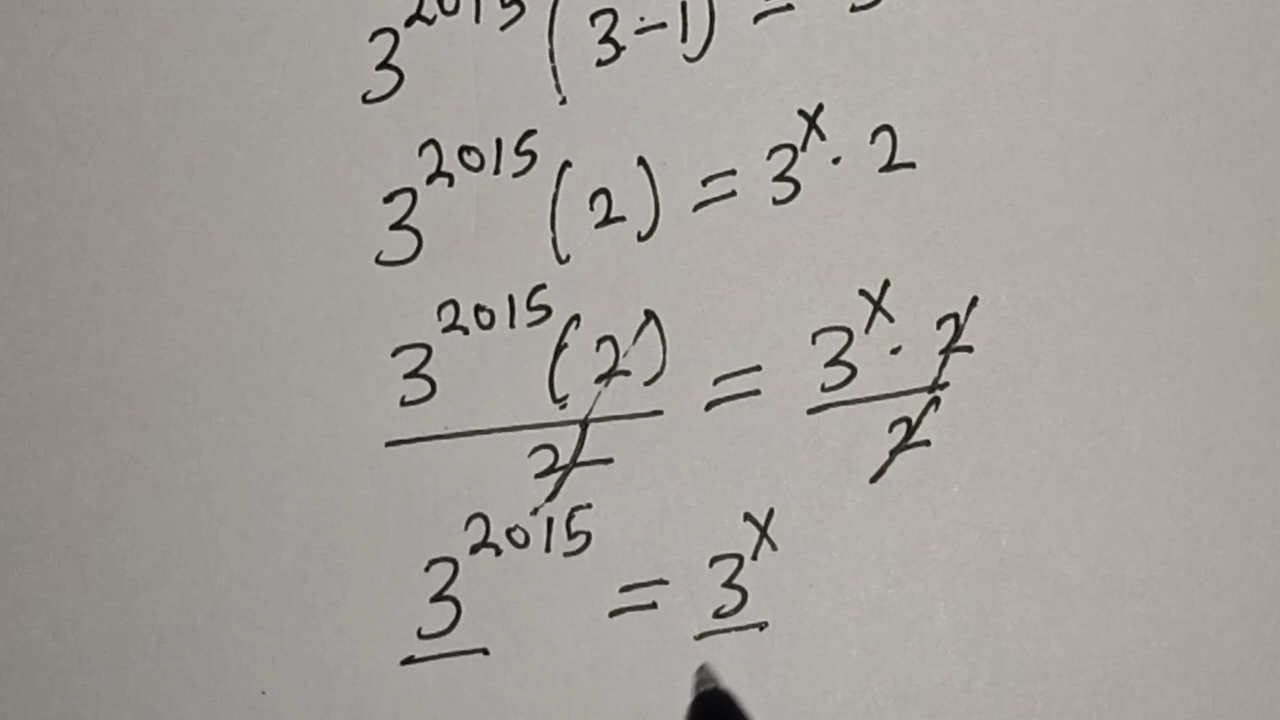 3^2015 (3-1) =
3^2015 (2) = 3^x · 2
3^2015 (2) / 2 = 3^x · 2 / 2
3^2015 = 3^x